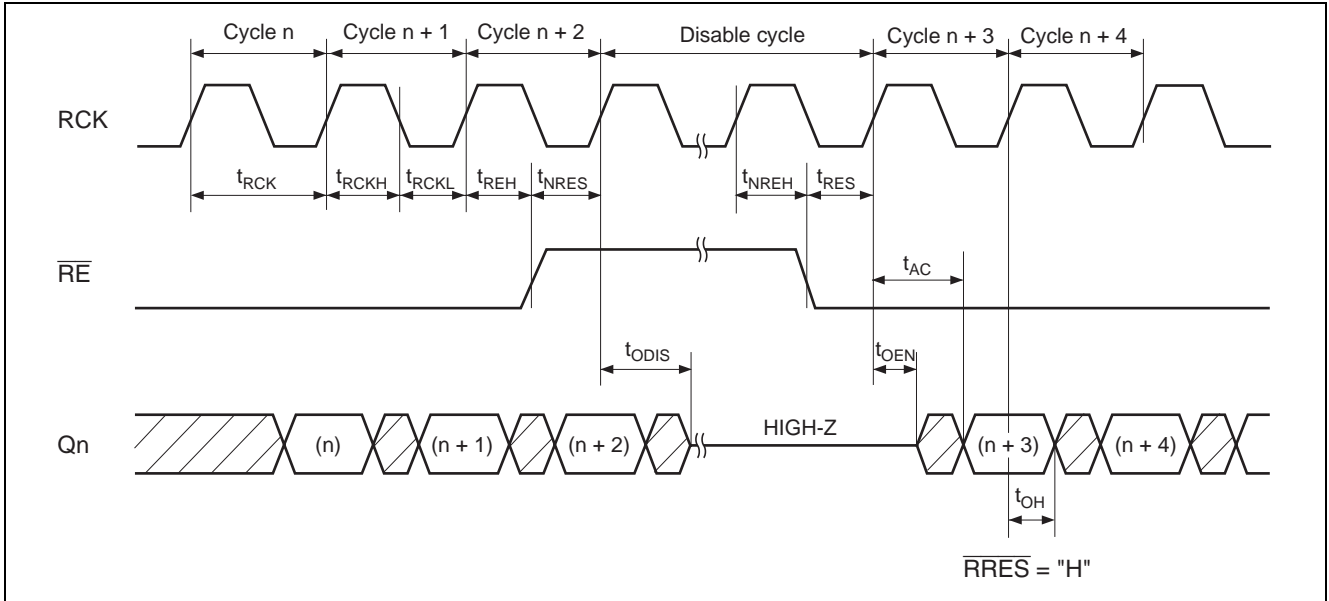 Cycle n Cycle n + 1 Cycle n + 2 Disable cycle Cycle n + 3 Cycle n + 4
RCK
tRCK tRCKH tRCKL tREH tNRES tNREH tRES
RE
tAC
tODIS tOEN
Qn (n) (n + 1) (n + 2) HIGH-Z (n + 3) (n + 4)
tOH
RRES = "H"